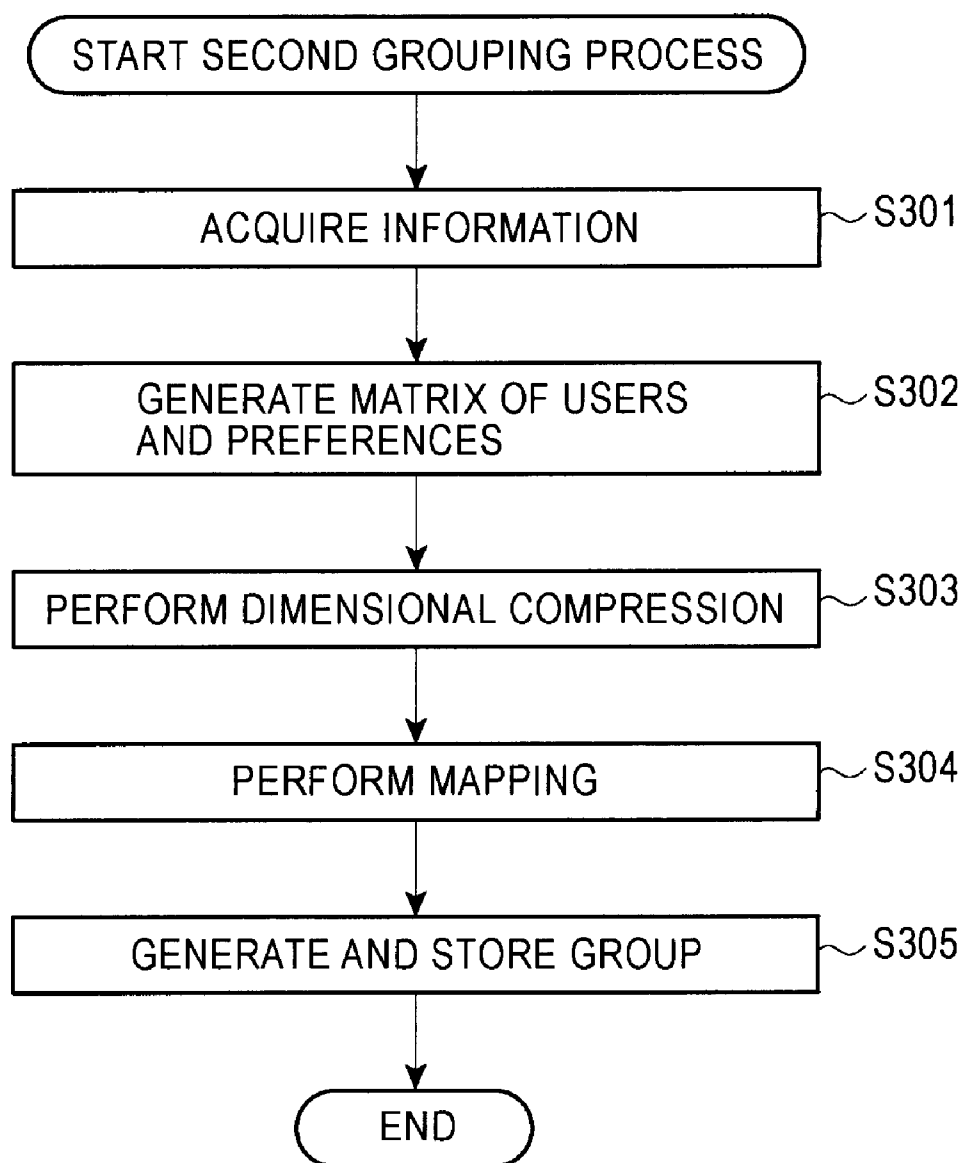 START SECOND GROUPING PROCESS
ACQUIRE INFORMATION
S301
GENERATE MATRIX OF USERS
AND PREFERENCES
S302
PERFORM DIMENSIONAL COMPRESSION
S303
PERFORM MAPPING
S304
GENERATE AND STORE GROUP
S305
END